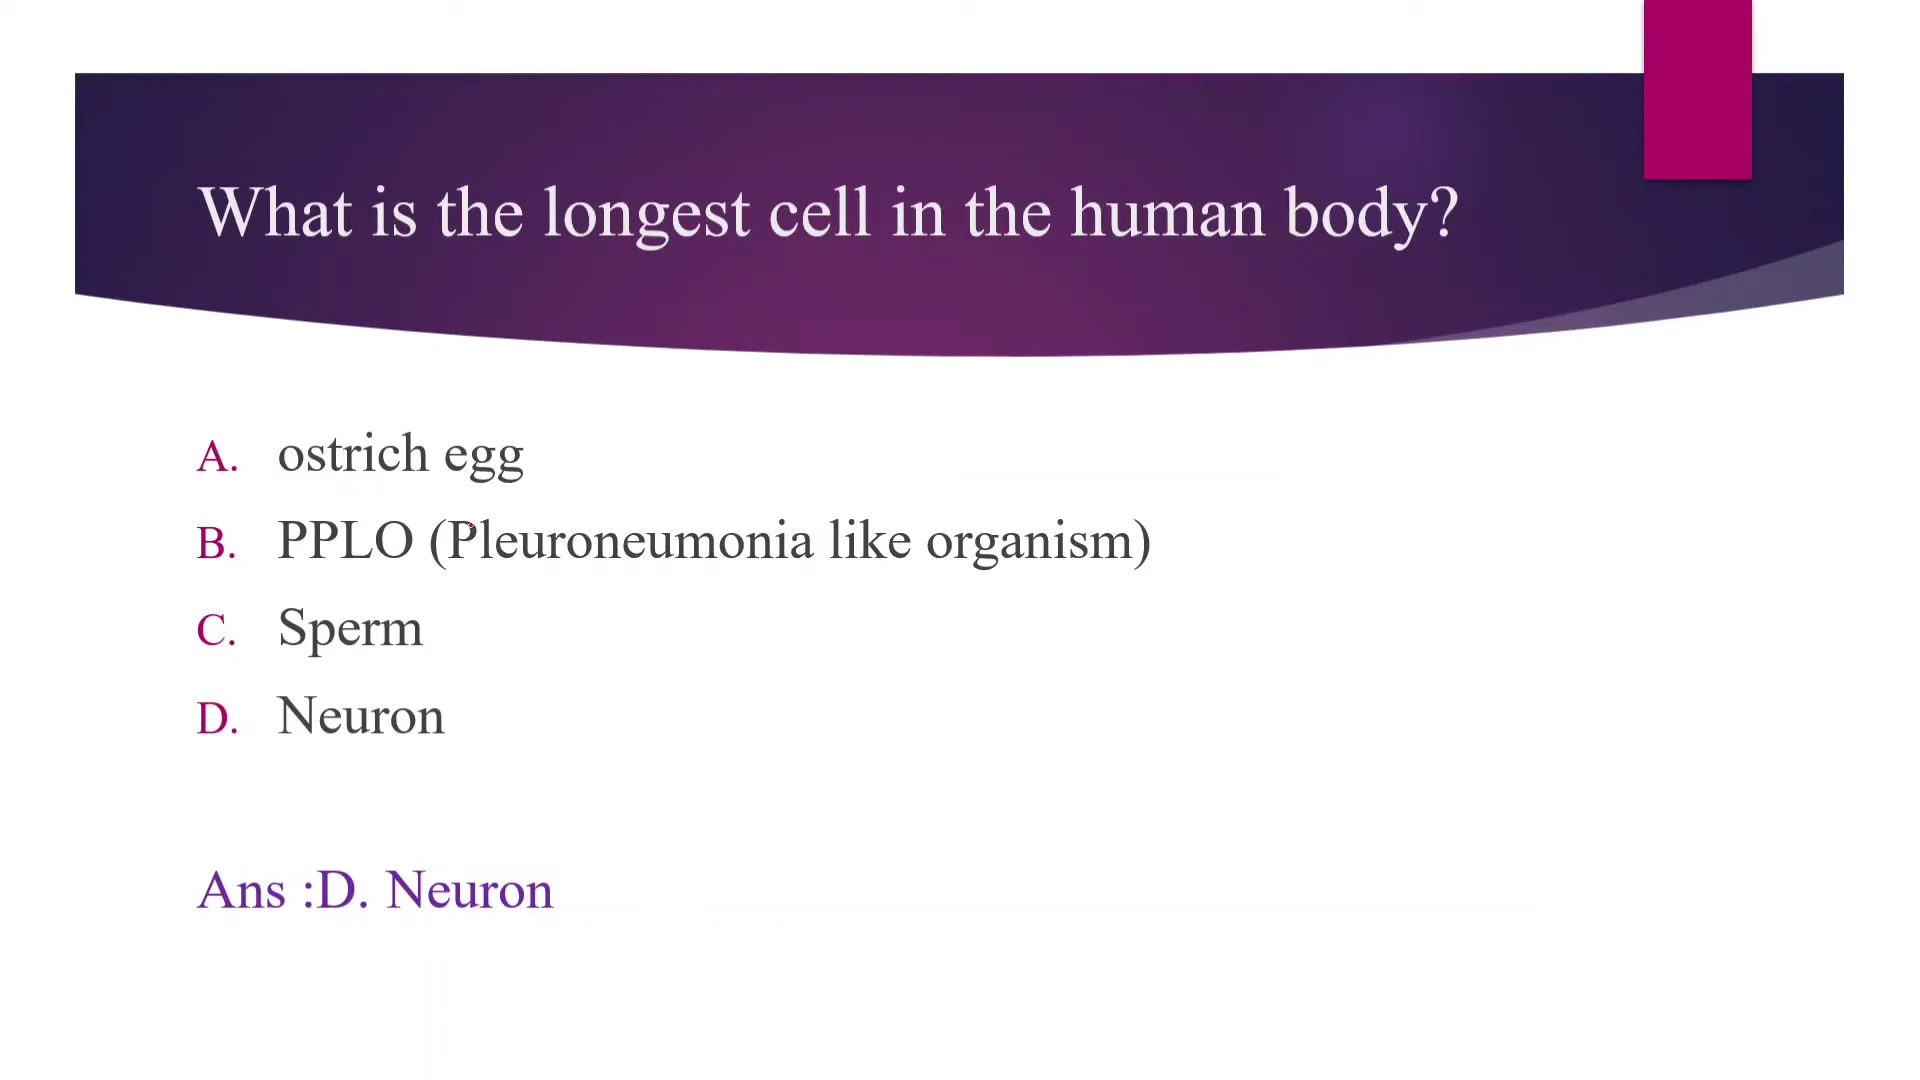 What is the longest cell in the human body?
A. ostrich egg
B. PPLO (Pleuroneumonia like organism)
C. Sperm
D. Neuron
Ans :D. Neuron